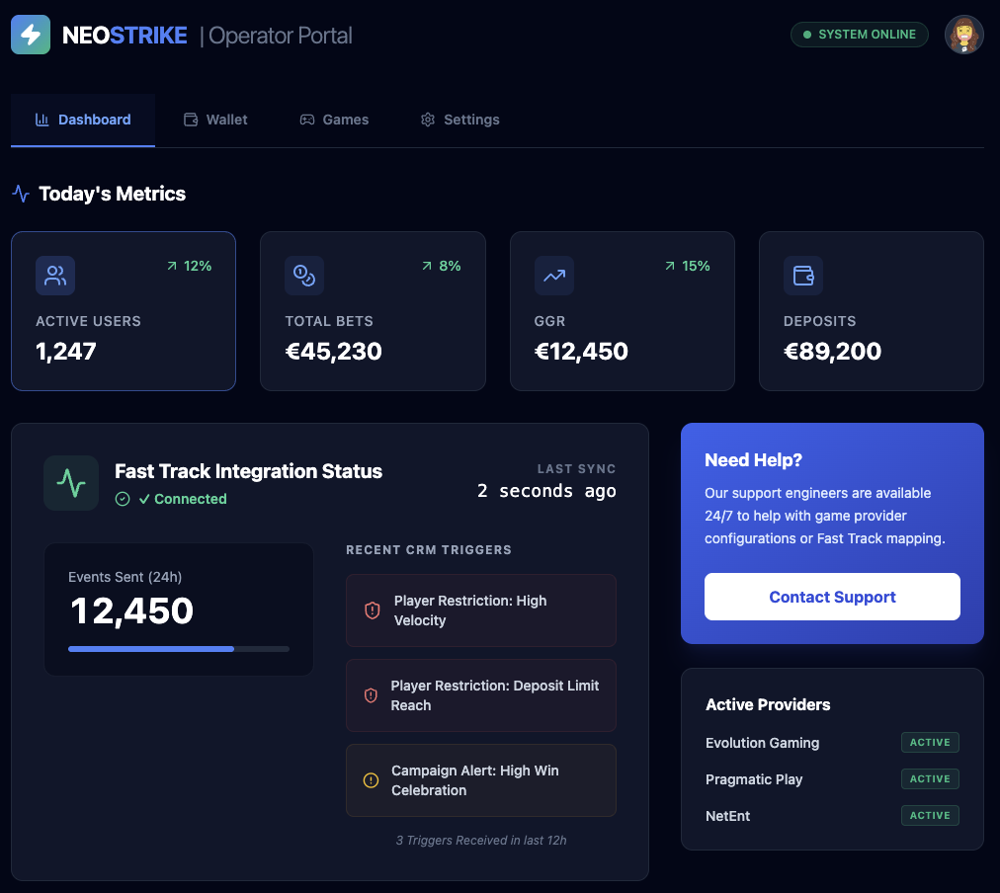 NEOSTRIKE | Operator Portal
SYSTEM ONLINE
Dashboard
Wallet
Games
Settings
Today's Metrics
12%
ACTIVE USERS
1,247
8%
TOTAL BETS
€45,230
15%
GGR
€12,450
DEPOSITS
€89,200
Fast Track Integration Status
✓ Connected
LAST SYNC
2 seconds ago
Events Sent (24h)
12,450
RECENT CRM TRIGGERS
Player Restriction: High
Velocity
Player Restriction: Deposit Limit
Reach
Campaign Alert: High Win
Celebration
3 Triggers Received in last 12h
Need Help?
Our support engineers are available
24/7 to help with game provider
configurations or Fast Track mapping.
Contact Support
Active Providers
Evolution Gaming
ACTIVE
Pragmatic Play
ACTIVE
NetEnt
ACTIVE